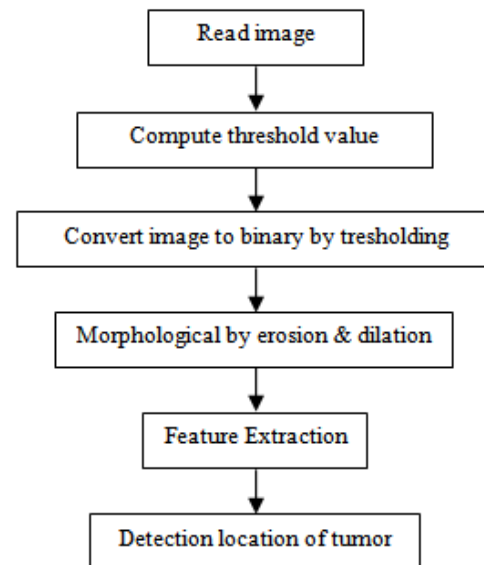 Read image
Compute threshold value
Convert image to binary by tresholding
Morphological by erosion & dilation
Feature Extraction
Detection location of tumor